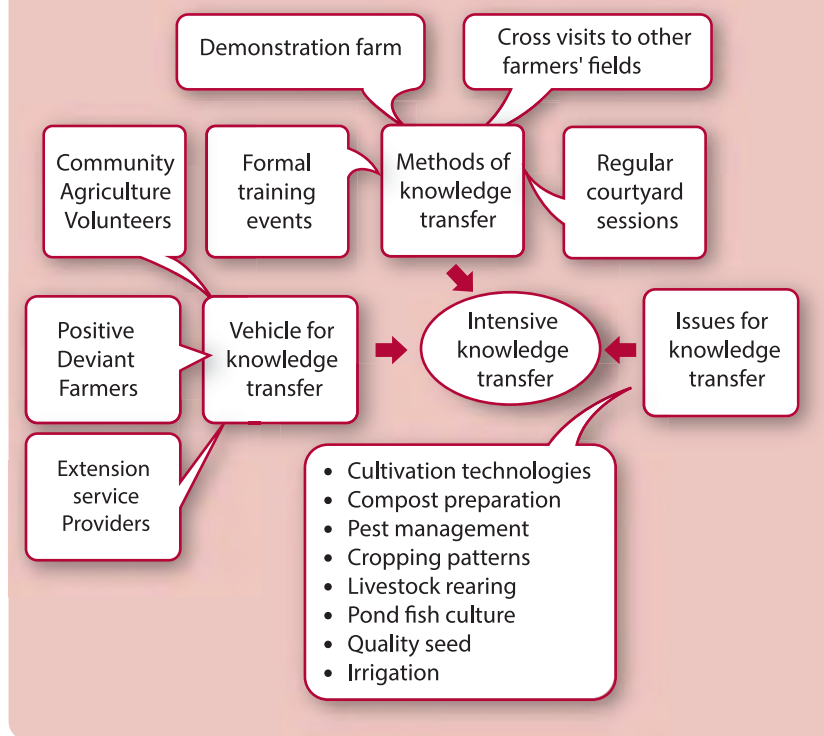 Demonstration farm
Cross visits to other
farmers' fields
Community
Agriculture
Volunteers
Formal
training
events
Methods of
knowledge
transfer
Regular
courtyard
sessions
Positive
Deviant
Farmers
Vehicle for
knowledge
transfer
Intensive
knowledge
transfer
Issues for
knowledge
transfer
Extension
service
Providers
• Cultivation technologies
• Compost preparation
• Pest management
• Cropping patterns
• Livestock rearing
• Pond fish culture
• Quality seed
• Irrigation